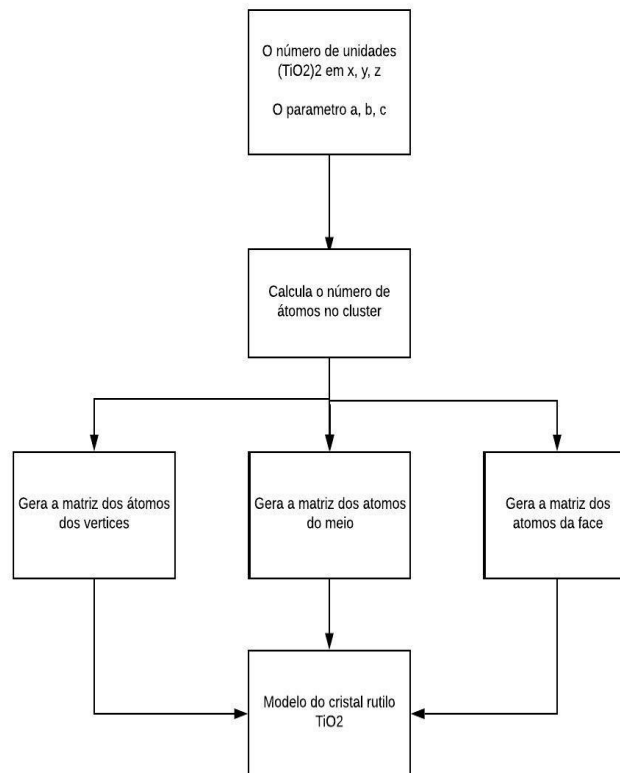 O número de unidades
(TiO2)2 em x, y, z
O parametro a, b, c
Calcula o número de
átomos no cluster
Gera a matriz dos átomos
dos vertices
Gera a matriz dos atomos
do meio
Gera a matriz dos
atomos da face
Modelo do cristal rutilo
TiO2